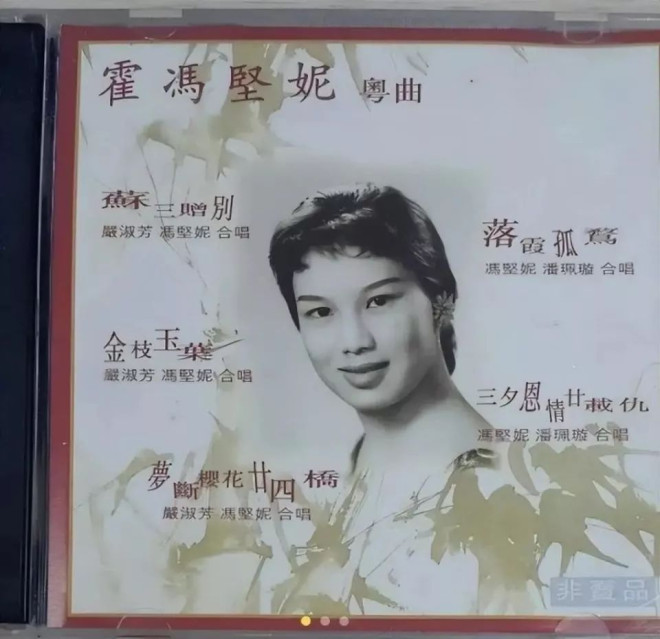 霍馮堅妮 粵曲
蘇三贈別
嚴淑芳 馮堅妮 合唱
落霞孤鶩
馮堅妮 潘珮璇 合唱
金枝玉葉
嚴淑芳 馮堅妮 合唱
三夕恩情廿載仇
馮堅妮 潘珮璇 合唱
夢斷櫻花廿四橋
嚴淑芳 馮堅妮 合唱
非賣品